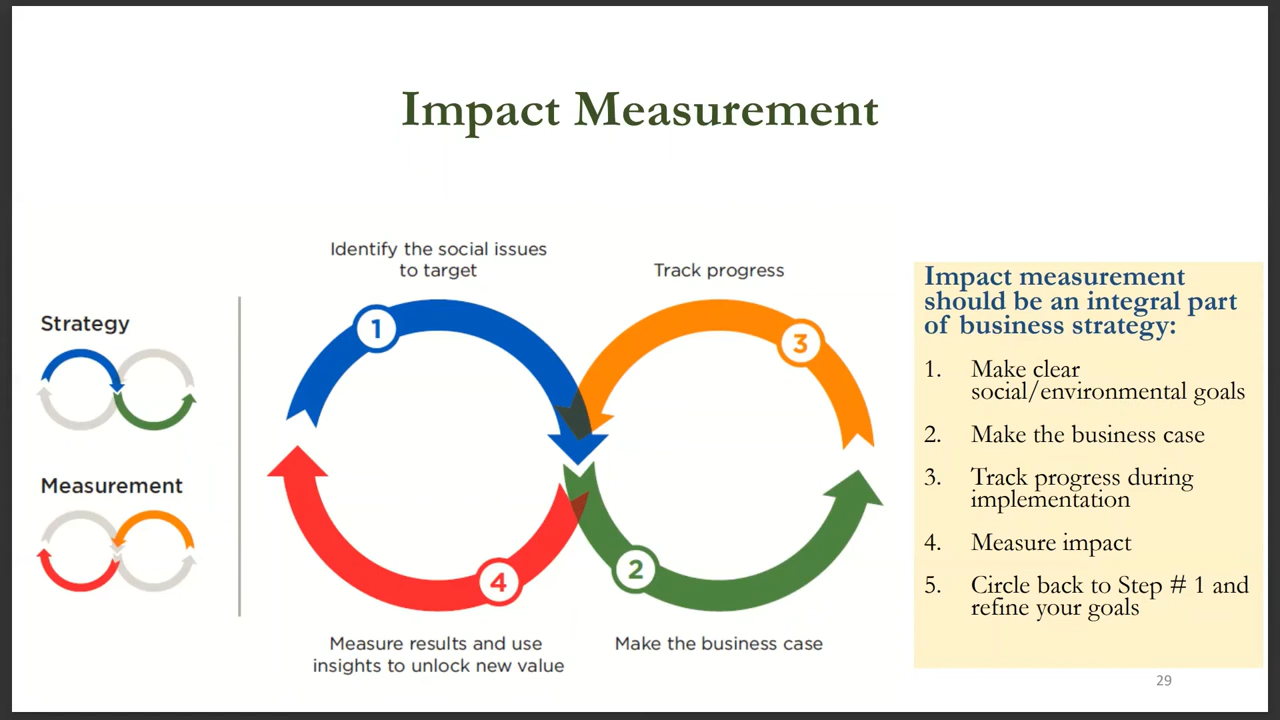 Impact Measurement
Strategy
Measurement
Identify the social issues
to target
Track progress
1
3
4
2
Measure results and use
insights to unlock new value
Make the business case
Impact measurement
should be an integral part
of business strategy:
1. Make clear
social/environmental goals
2. Make the business case
3. Track progress during
implementation
4. Measure impact
5. Circle back to Step # 1 and
refine your goals
29